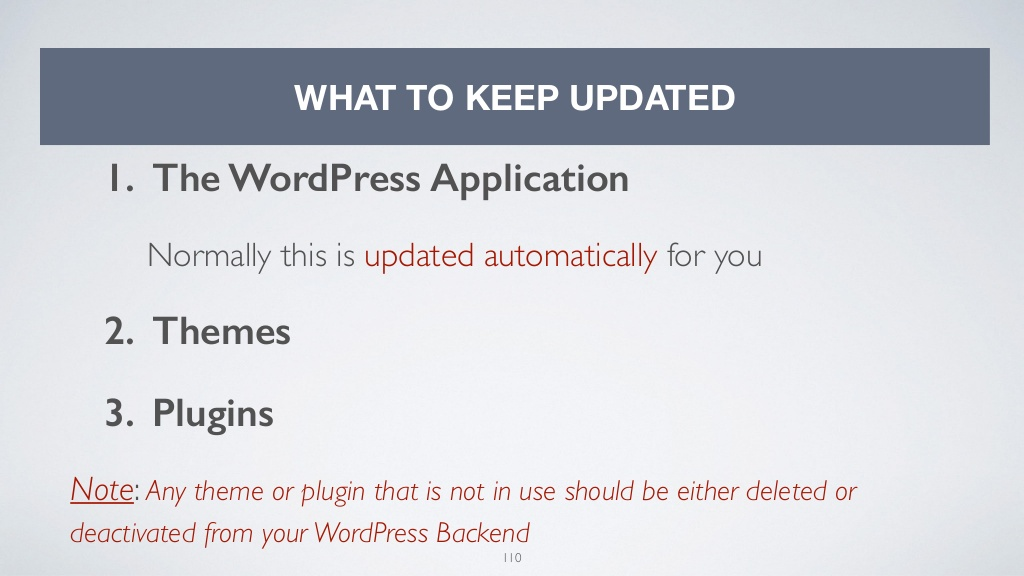 WHAT TO KEEP UPDATED
1. The WordPress Application
Normally this is updated automatically for you
2. Themes
3. Plugins
Note: Any theme or plugin that is not in use should be either deleted or
deactivated from your WordPress Backend
110